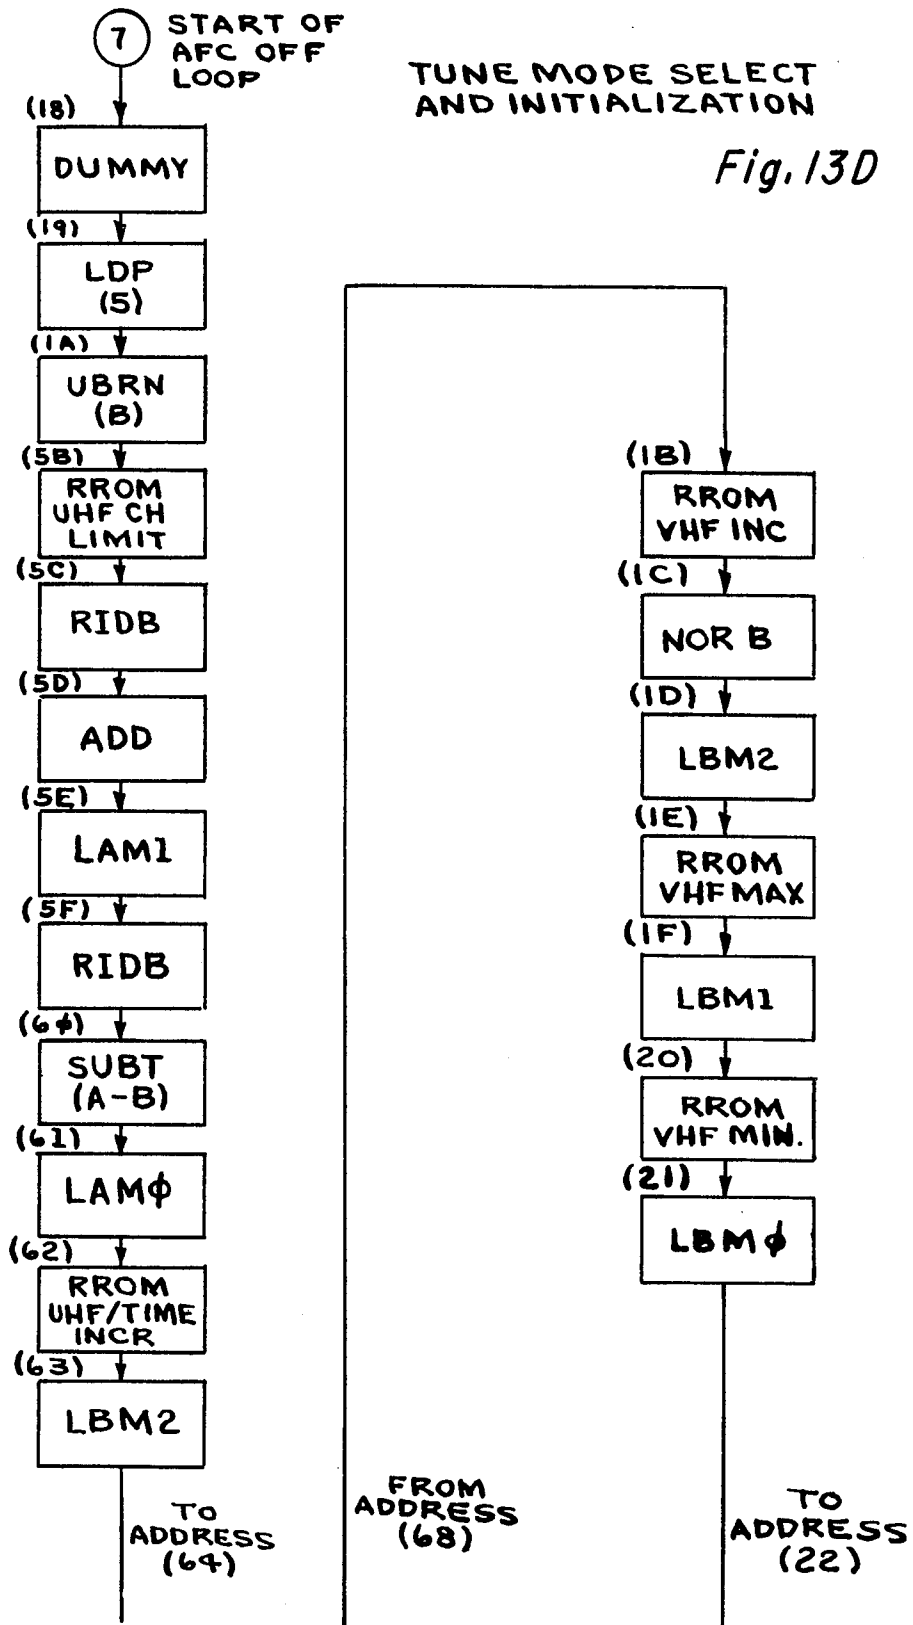 7
START OF
AFC OFF
LOOP
TUNE MODE SELECT
AND INITIALIZATION
Fig. 13D
(18)
DUMMY
(19)
LDP
(5)
(1A)
UBRN
(B)
(5B)
RROM
UHF CH
LIMIT
(5C)
RIDB
(5D)
ADD
(5E)
LAM1
(5F)
RIDB
(6ϕ)
SUBT
(A-B)
(61)
LAMϕ
(62)
RROM
UHF/TIME
INCR
(63)
LBM2
TO
ADDRESS
(64)
FROM
ADDRESS
(68)
(1B)
RROM
VHF INC
(1C)
NOR B
(1D)
LBM2
(1E)
RROM
VHF MAX
(1F)
LBM1
(20)
RROM
VHF MIN.
(21)
LBMϕ
TO
ADDRESS
(22)